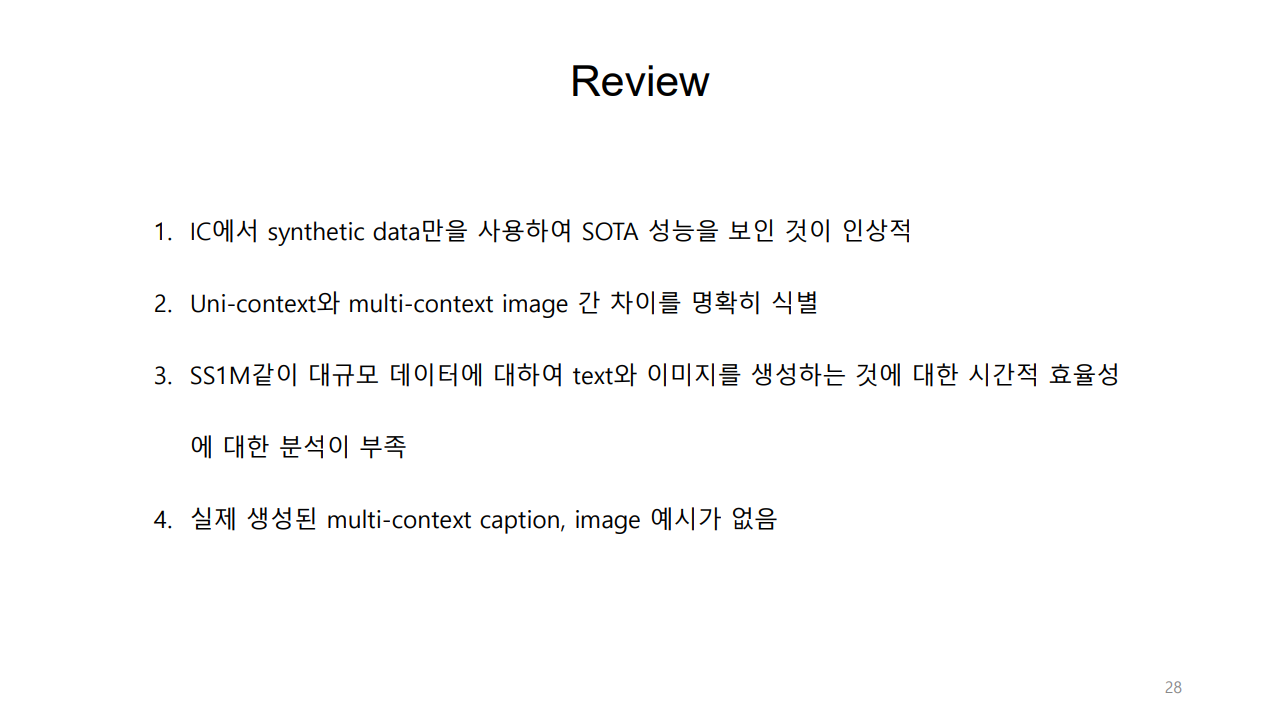 Review
1. IC에서 synthetic data만을 사용하여 SOTA 성능을 보인 것이 인상적
2. Uni-context와 multi-context image 간 차이를 명확히 식별
3. SS1M같이 대규모 데이터에 대하여 text와 이미지를 생성하는 것에 대한 시간적 효율성
에 대한 분석이 부족
4. 실제 생성된 multi-context caption, image 예시가 없음
28